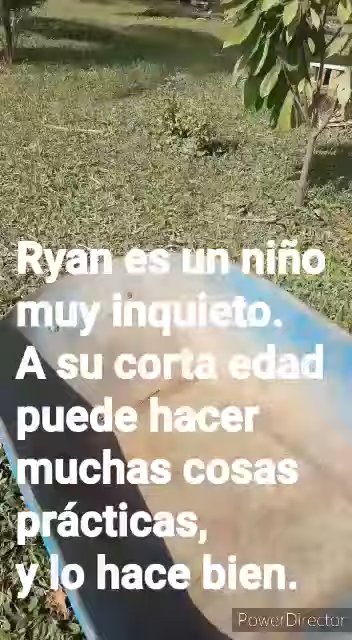 Ryan es un niño
muy inquieto.
A su corta edad
puede hacer
muchas cosas
prácticas,
y lo hace bien.
PowerDirector